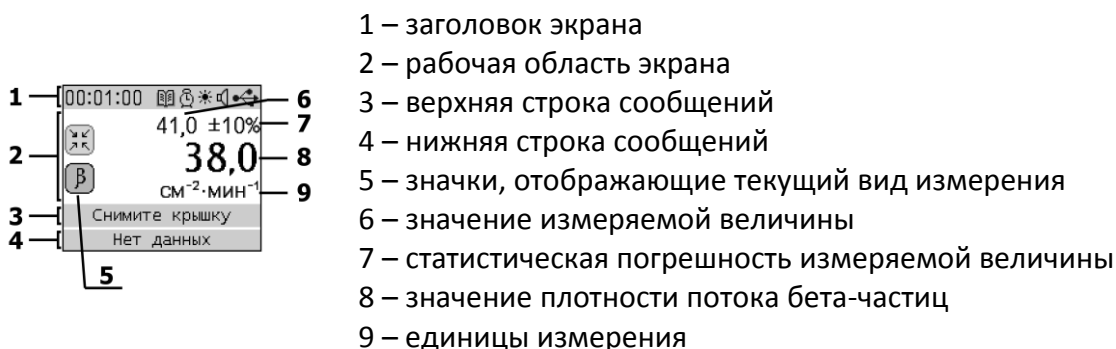 1 – заголовок экрана
2 – рабочая область экрана
3 – верхняя строка сообщений
4 – нижняя строка сообщений
5 – значки, отображающие текущий вид измерения
6 – значение измеряемой величины
7 – статистическая погрешность измеряемой величины
8 – значение плотности потока бета-частиц
9 – единицы измерения
1
00:01:00
6
41,0 ±10%
7
2
38,0
8
β
см⁻²·мин⁻¹
9
3
Снимите крышку
4
Нет данных
5